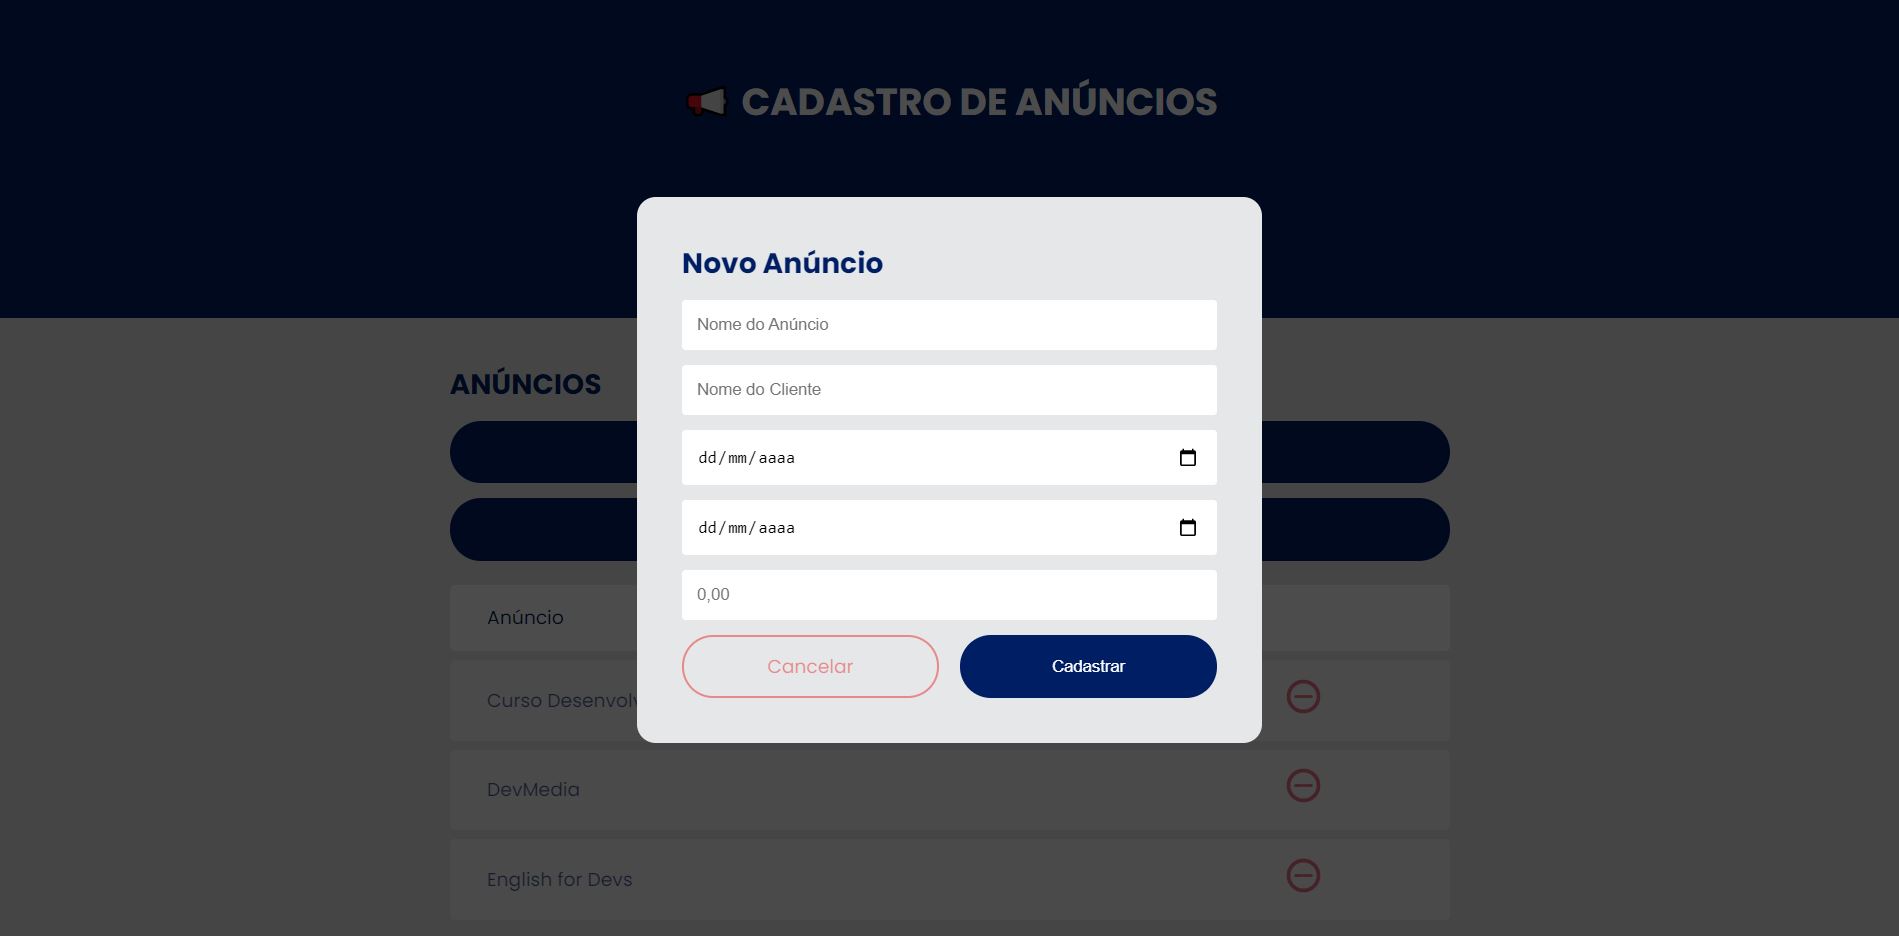 CADASTRO DE ANÚNCIOS
Novo Anúncio
Nome do Anúncio
Nome do Cliente
dd/mm/aaaa
dd/mm/aaaa
0,00
Cancelar
Cadastrar
ANÚNCIOS
Anúncio
Curso
DevMedia
English for Devs